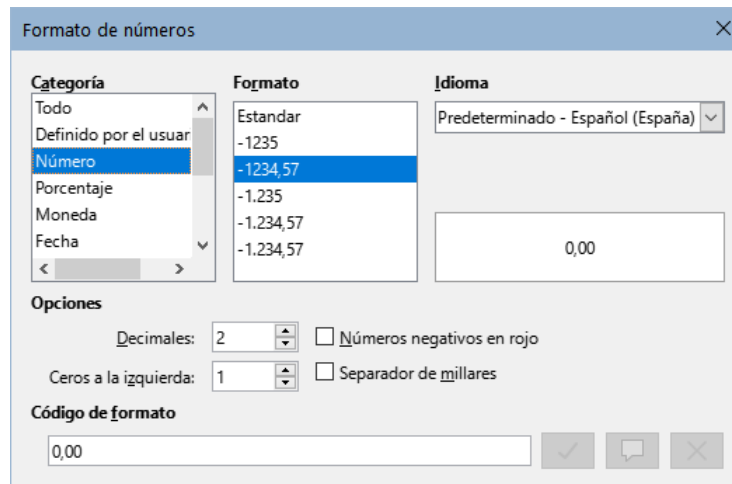 Formato de números
Categoría
Todo
Definido por el usuar
Número
Porcentaje
Moneda
Fecha
Formato
Estandar
-1235
-1234,57
-1.235
-1.234,57
-1.234,57
Idioma
Predeterminado - Español (España)
0,00
Opciones
Decimales: 2
Números negativos en rojo
Ceros a la izquierda: 1
Separador de millares
Código de formato
0,00